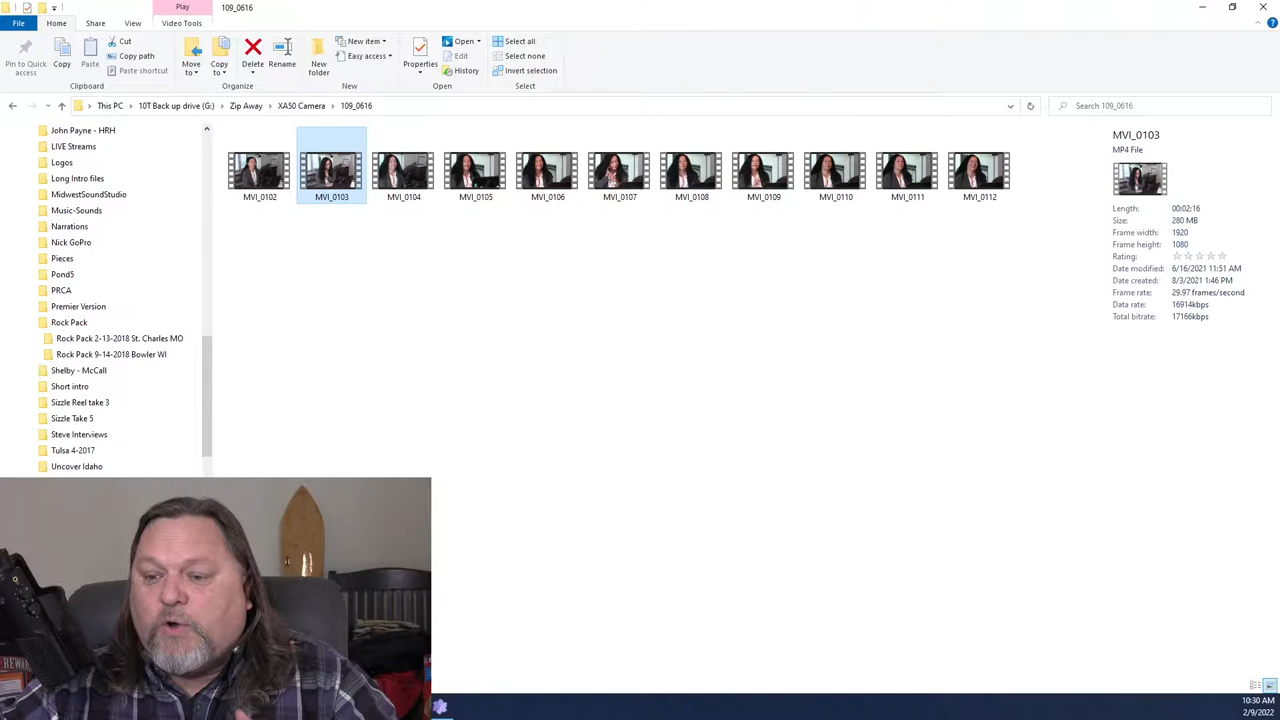 Play
109_0616
File
Home
Share
View
Video Tools
Pin to Quick access
Copy
Paste
Cut
Copy path
Paste shortcut
Clipboard
Move to
Copy to
Delete
Rename
Organize
New folder
New item
Easy access
New
Properties
Open
Edit
History
Open
Select all
Select none
Invert selection
Select
This PC > 10T Back up drive (G:) > Zip Away > XA50 Camera > 109_0616
Search 109_0616
John Payne - HRH
LIVE Streams
Logos
Long Intro files
MidwestSoundStudio
Music-Sounds
Narrations
Nick GoPro
Pieces
Pond5
PRCA
Premier Version
Rock Pack
Rock Pack 2-13-2018 St. Charles MO
Rock Pack 9-14-2018 Bowler WI
Shelby - McCall
Short intro
Sizzle Reel take 3
Sizzle Take 5
Steve Interviews
Tulsa 4-2017
Uncover Idaho
MVI_0102
MVI_0103
MVI_0104
MVI_0105
MVI_0106
MVI_0107
MVI_0108
MVI_0109
MVI_0110
MVI_0111
MVI_0112
MVI_0103
MP4 File
Length: 00:02:16
Size: 280 MB
Frame width: 1920
Frame height: 1080
Rating:
Date modified: 6/16/2021 11:51 AM
Date created: 8/3/2021 1:46 PM
Frame rate: 29.97 frames/second
Data rate: 16914kbps
Total bitrate: 17166kbps
REWARD
10:30 AM
2/9/2022